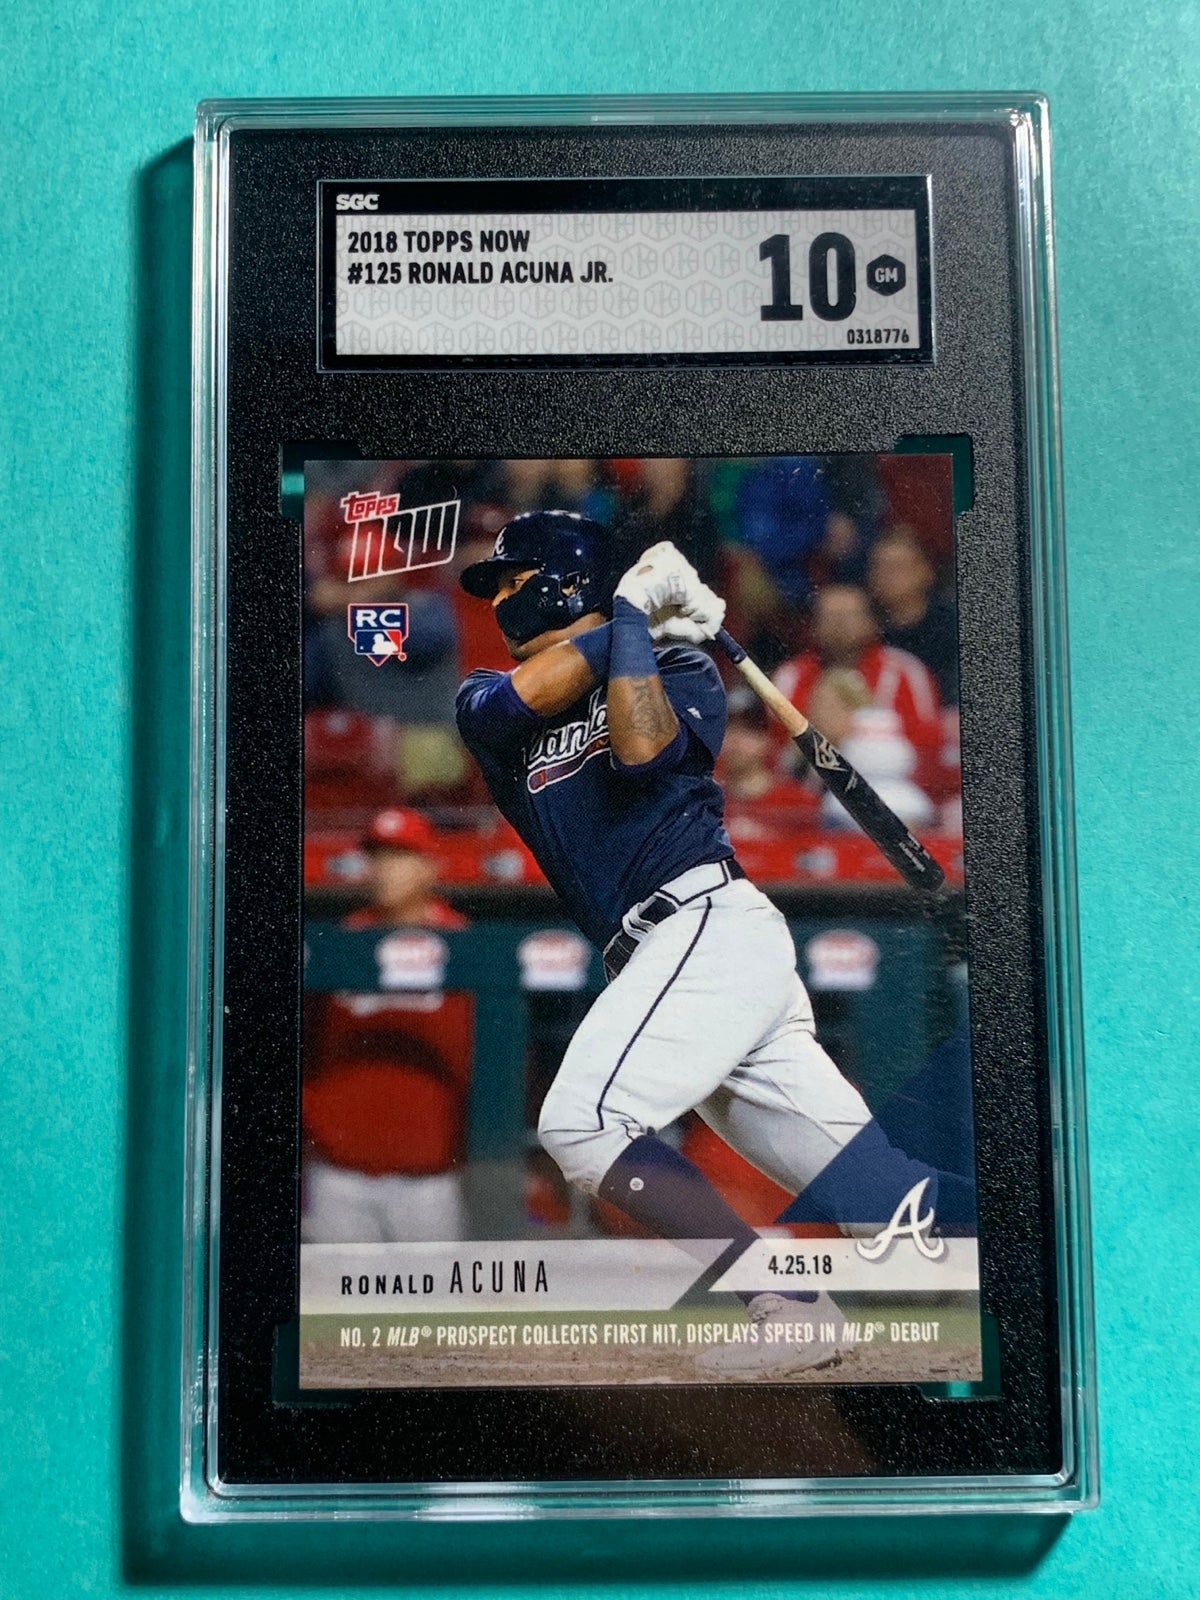 SGC
2018 TOPPS NOW
#125 RONALD ACUNA JR.
10 GM
0318776
topps
NOW
RC
A
4.25.18
RONALD ACUNA
NO. 2 MLB® PROSPECT COLLECTS FIRST HIT, DISPLAYS SPEED IN MLB® DEBUT